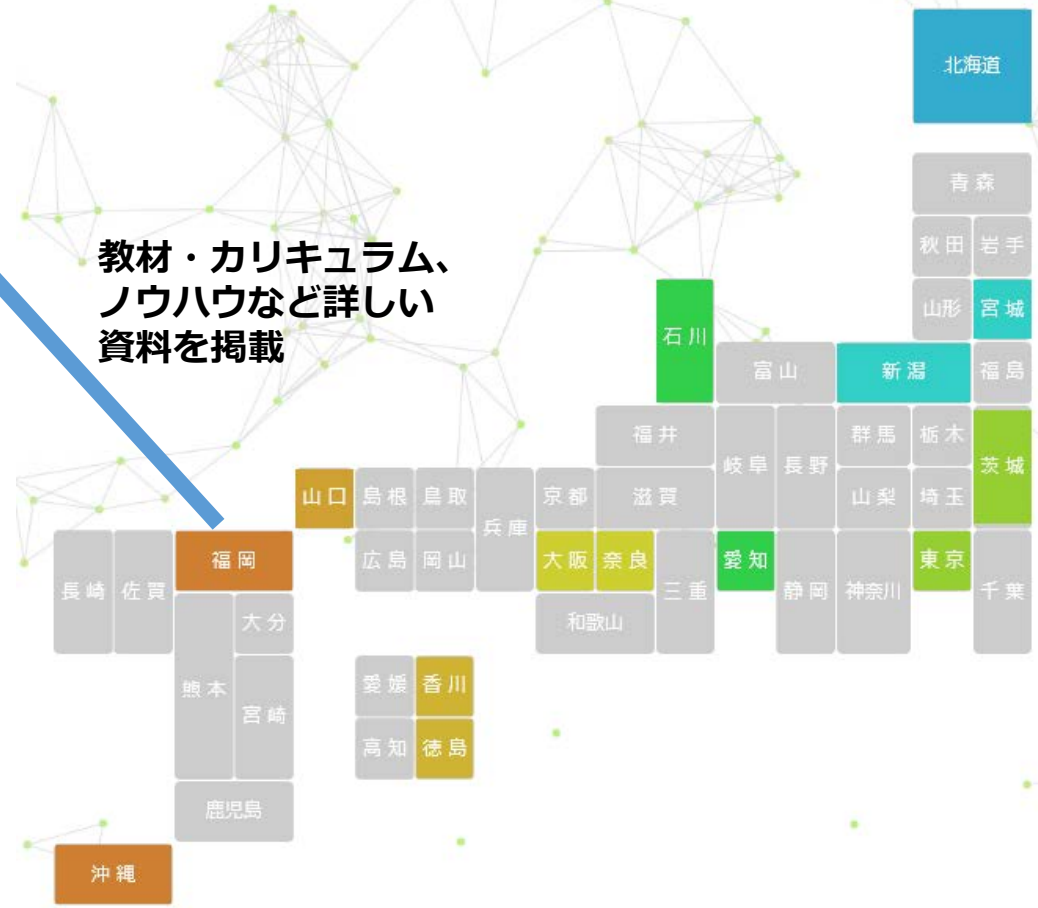 北海道
青森
秋田 岩手
教材・カリキュラム、
ノウハウなど詳しい
資料を掲載
山形 宮城
石川
富山 新潟 福島
福井 岐阜 長野 群馬 栃木 茨城
山口 島根 鳥取 兵庫 京都 滋賀 山梨 埼玉
長崎 佐賀 福岡 広島 岡山 大阪 奈良 三重 愛知 静岡 神奈川 東京 千葉
大分 和歌山
熊本 宮崎 愛媛 香川
高知 徳島
鹿児島
沖縄